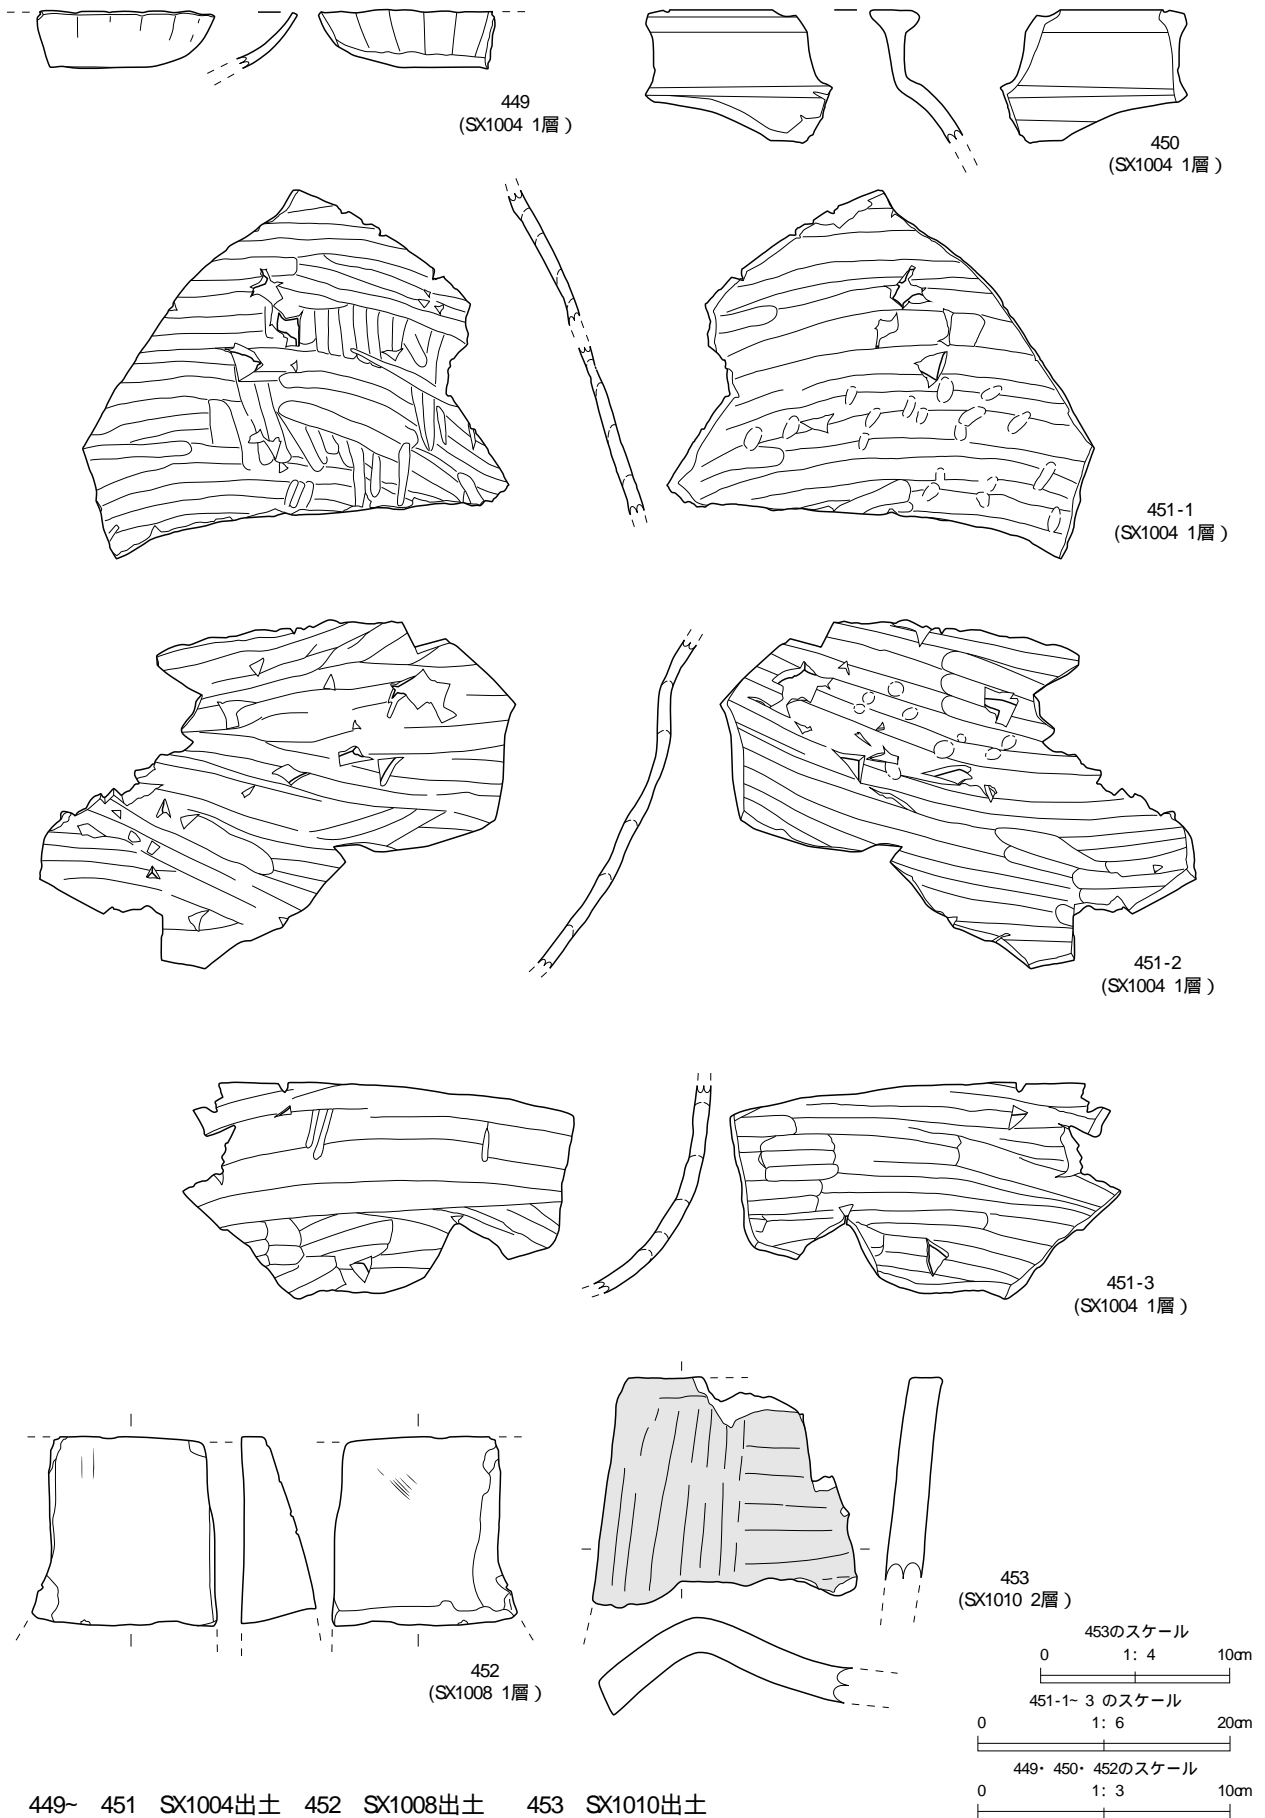 449
(SX1004 1層)
450
(SX1004 1層)
451-1
(SX1004 1層)
451-2
(SX1004 1層)
451-3
(SX1004 1層)
452
(SX1008 1層)
453
(SX1010 2層)
453のスケール
0 1: 4 10cm
451-1~ 3 のスケール
0 1: 6 20cm
449・ 450・ 452のスケール
0 1: 3 10cm
449~ 451 SX1004出土 452 SX1008出土 453 SX1010出土